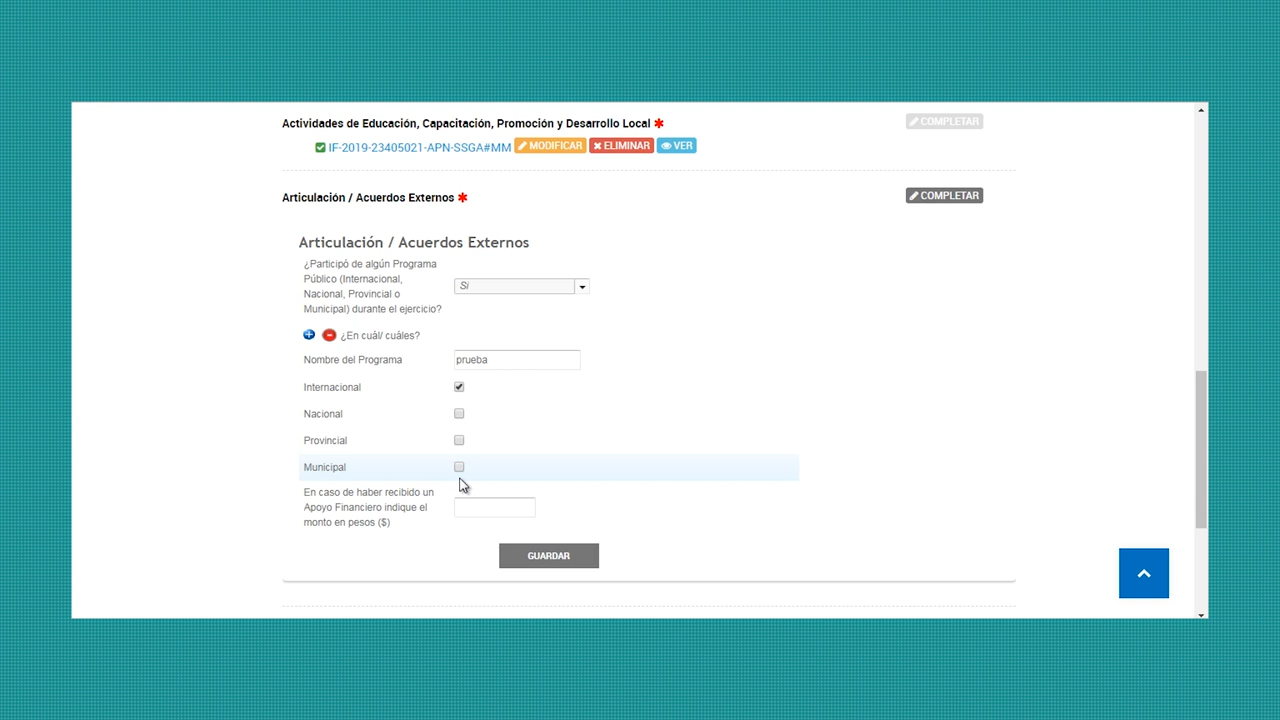 Actividades de Educación, Capacitación, Promoción y Desarrollo Local *
COMPLETAR
IF-2019-23405021-APN-SSGA#MM MODIFICAR ELIMINAR VER
Articulación / Acuerdos Externos *
COMPLETAR
Articulación / Acuerdos Externos
¿Participó de algún Programa
Público (Internacional,
Nacional, Provincial o
Municipal) durante el ejercicio?
Si
¿En cuál/ cuáles?
Nombre del Programa
prueba
Internacional
Nacional
Provincial
Municipal
En caso de haber recibido un
Apoyo Financiero indique el
monto en pesos ($)
GUARDAR